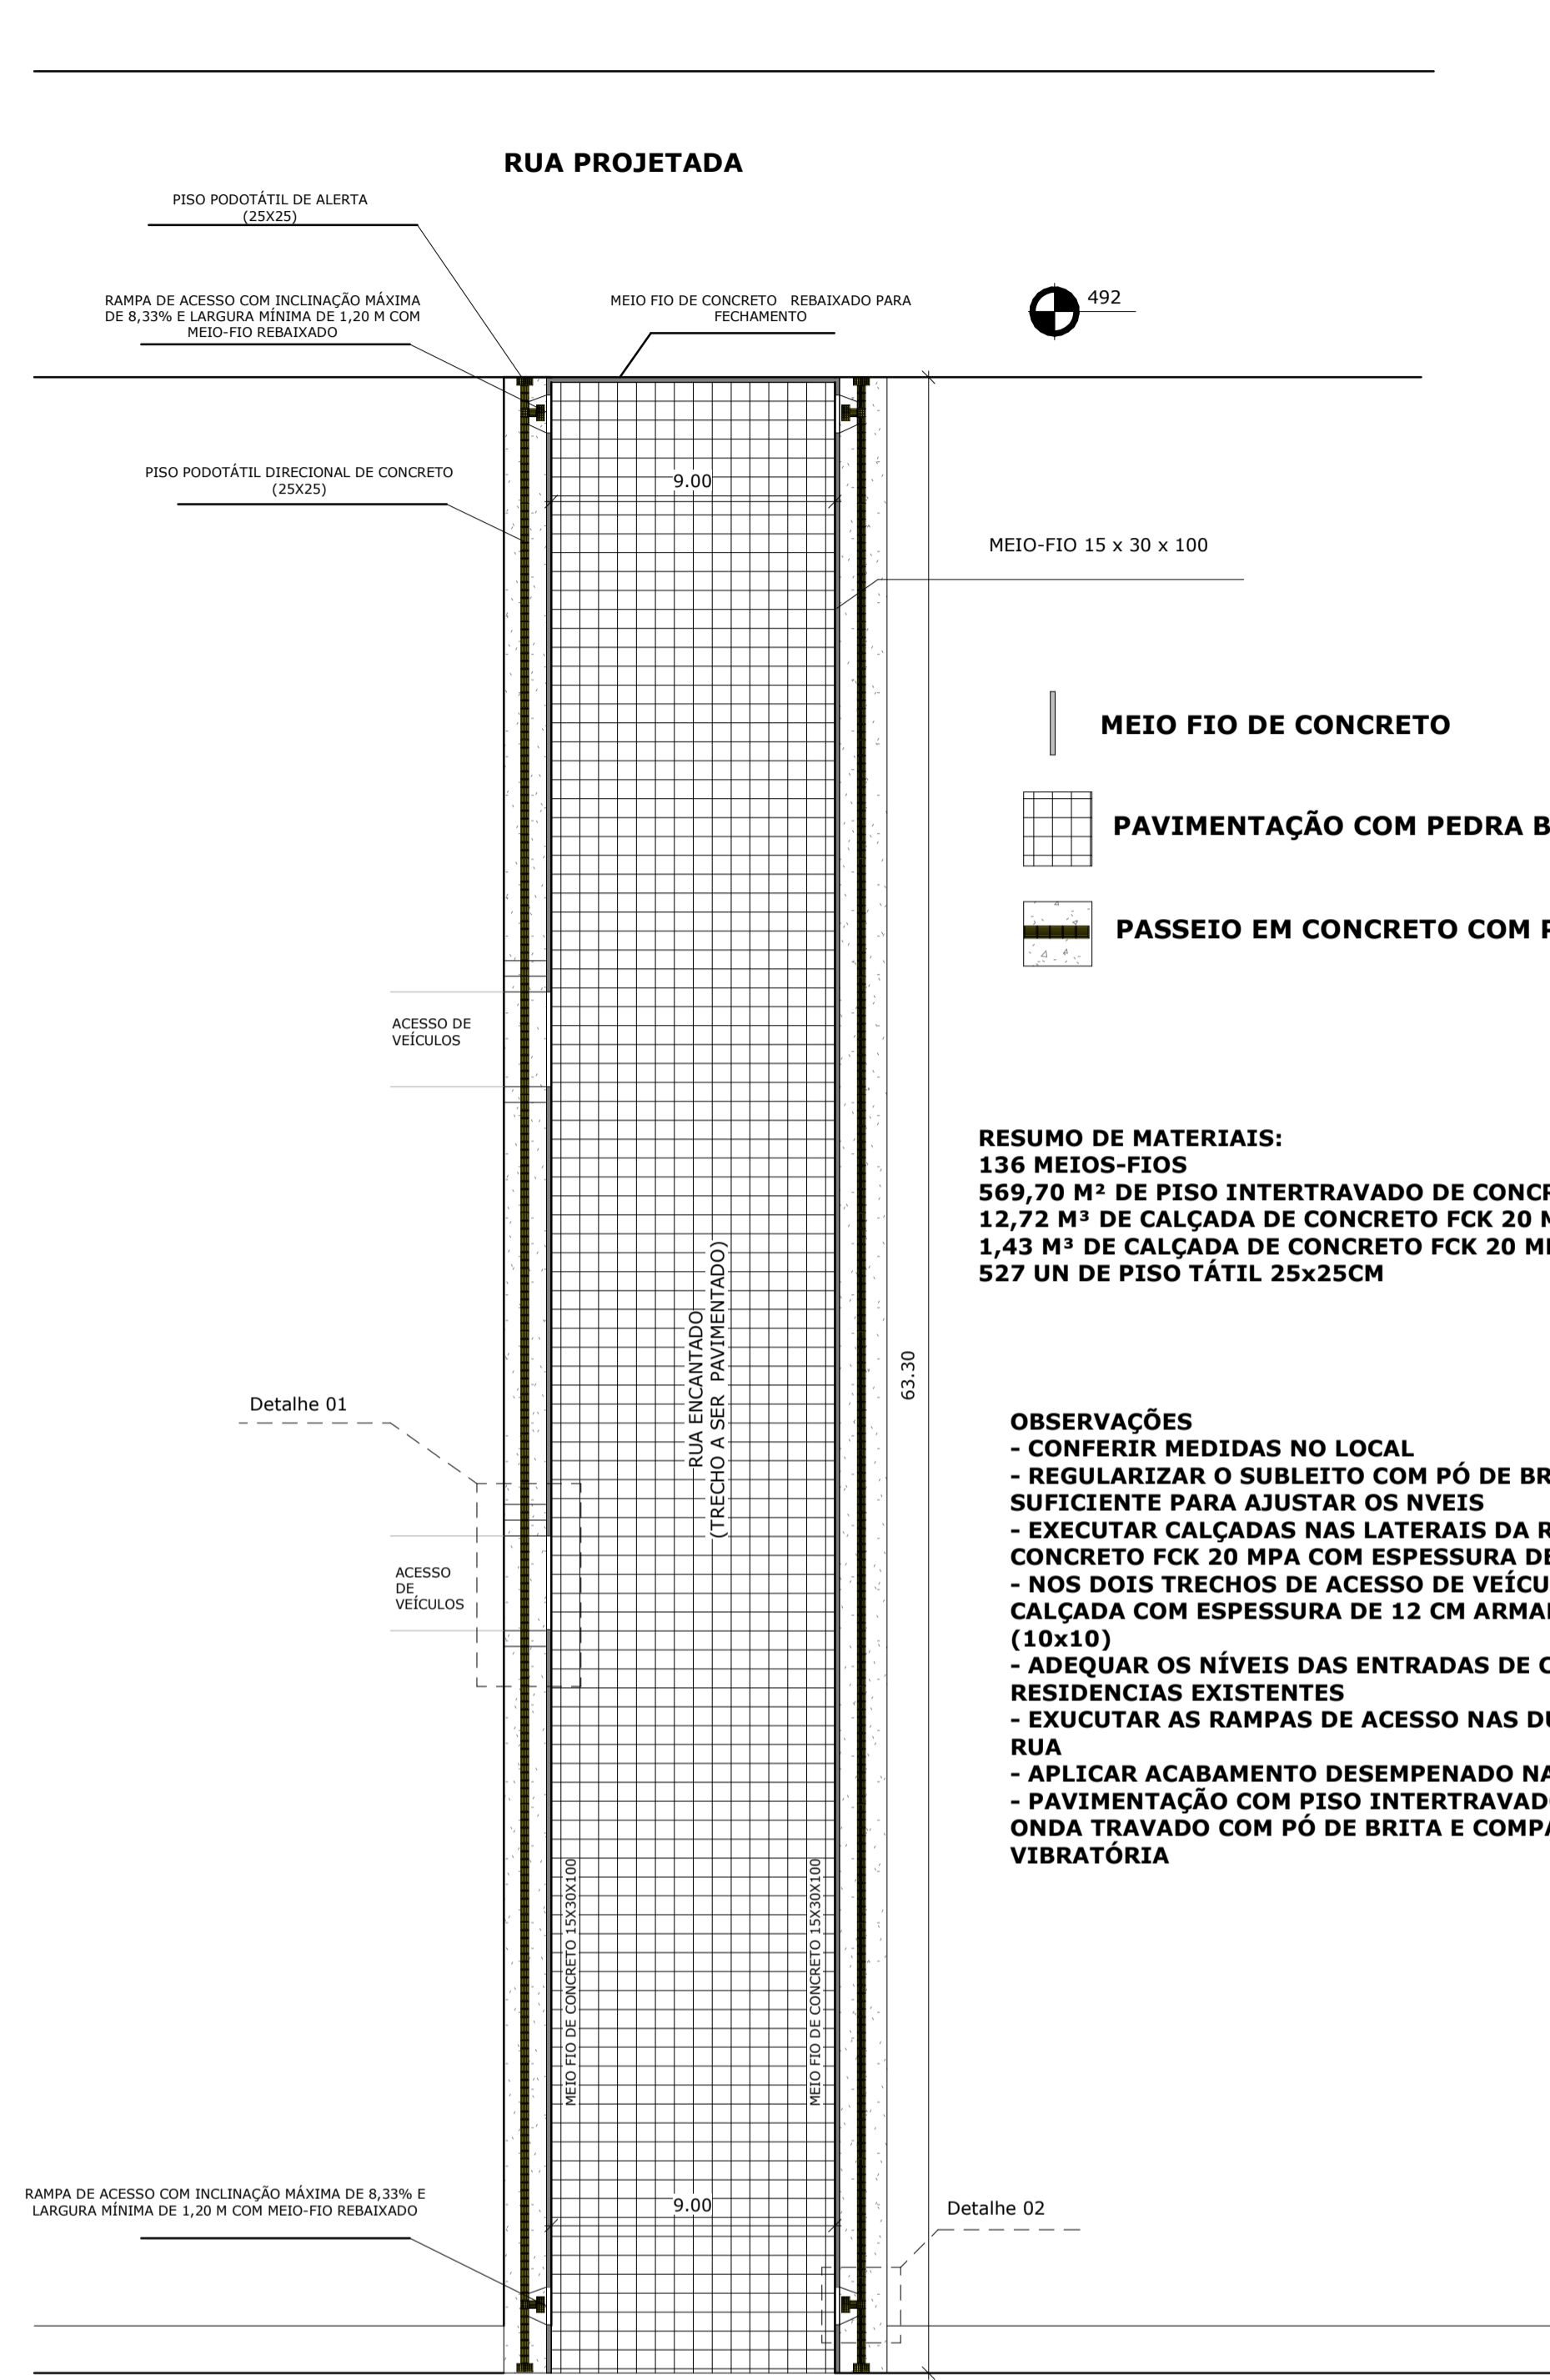 RUA PROJETADA
PISO PODOTÁTIL DE ALERTA
(25X25)
RAMPA DE ACESSO COM INCLINAÇÃO MÁXIMA
DE 8,33% E LARGURA MÍNIMA DE 1,20 M COM
MEIO-FIO REBAIXADO
MEIO FIO DE CONCRETO REBAIXADO PARA
FECHAMENTO
492
PISO PODOTÁTIL DIRECIONAL DE CONCRETO
(25X25)
9.00
MEIO-FIO 15 x 30 x 100
MEIO FIO DE CONCRETO
PAVIMENTAÇÃO COM PEDRA B
PASSEIO EM CONCRETO COM
ACESSO DE
VEÍCULOS
RESUMO DE MATERIAIS:
136 MEIOS-FIOS
569,70 M² DE PISO INTERTRAVADO DE CONCR
12,72 M³ DE CALÇADA DE CONCRETO FCK 20 M
1,43 M³ DE CALÇADA DE CONCRETO FCK 20 M
527 UN DE PISO TÁTIL 25x25CM
RUA ENCANTADO
(TRECHO A SER PAVIMENTADO)
63.30
Detalhe 01
ACESSO
DE
VEÍCULOS
OBSERVAÇÕES
- CONFERIR MEDIDAS NO LOCAL
- REGULARIZAR O SUBLEITO COM PÓ DE BR
SUFICIENTE PARA AJUSTAR OS NVEIS
- EXECUTAR CALÇADAS NAS LATERAIS DA R
CONCRETO FCK 20 MPA COM ESPESSURA DE
- NOS DOIS TRECHOS DE ACESSO DE VEÍCU
CALÇADA COM ESPESSURA DE 12 CM ARMA
(10x10)
- ADEQUAR OS NÍVEIS DAS ENTRADAS DE C
RESIDENCIAS EXISTENTES
- EXUCUTAR AS RAMPAS DE ACESSO NAS DU
RUA
- APLICAR ACABAMENTO DESEMPENADO NA
- PAVIMENTAÇÃO COM PISO INTERTRAVADO
ONDA TRAVADO COM PÓ DE BRITA E COMPA
VIBRATÓRIA
MEIO FIO DE CONCRETO 15X30X100
MEIO FIO DE CONCRETO 15X30X100
RAMPA DE ACESSO COM INCLINAÇÃO MÁXIMA DE 8,33% E
LARGURA MÍNIMA DE 1,20 M COM MEIO-FIO REBAIXADO
9.00
Detalhe 02